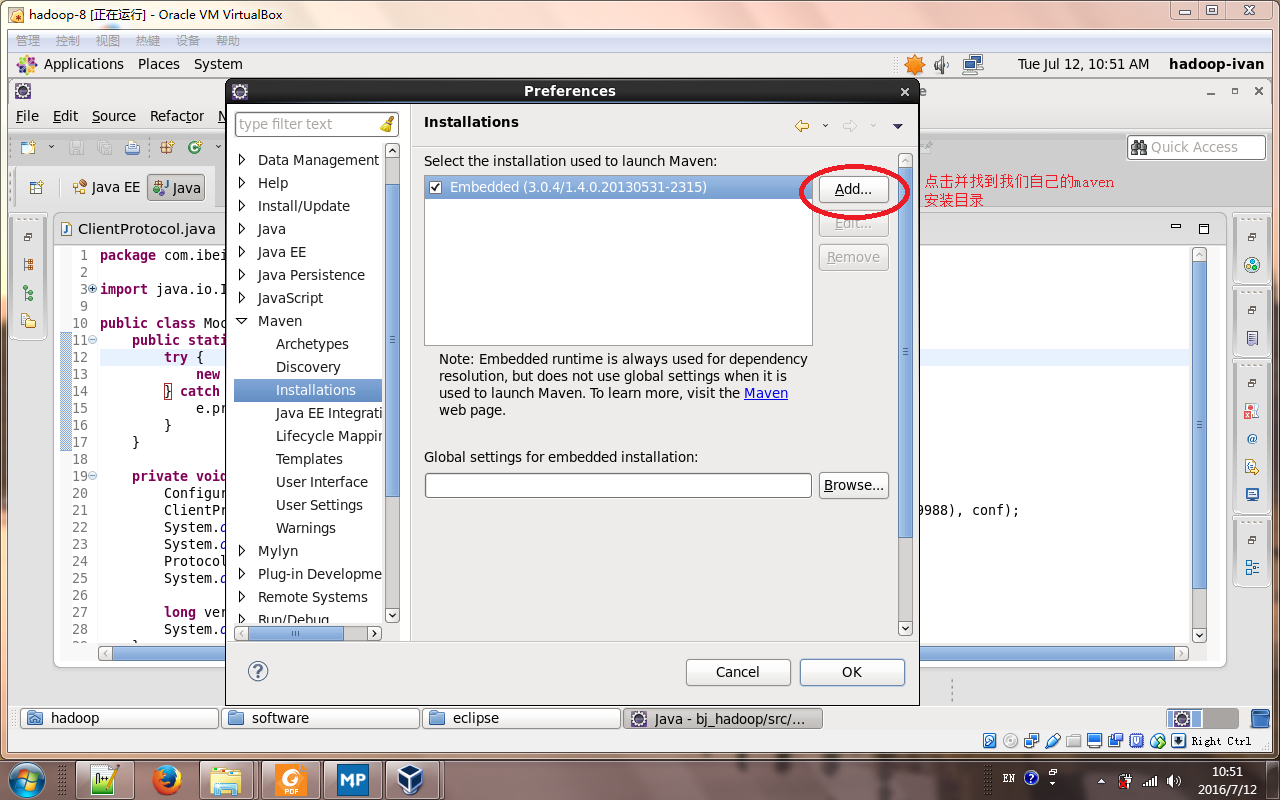 hadoop-8 [正在运行] - Oracle VM VirtualBox
管理 控制 视图 热键 设备 帮助
Applications Places System Tue Jul 12, 10:51 AM hadoop-ivan
Preferences
File Edit Source Refactor
type filter text
Installations
Quick Access
Java EE Java
Select the installation used to launch Maven:
Embedded (3.0.4/1.4.0.20130531-2315)
Add...
Edit...
Remove
点击并找到我们自己的maven
安装目录
Data Management
Help
Install/Update
Java
Java EE
Java Persistence
JavaScript
Maven
Archetypes
Discovery
Installations
Java EE Integrati
Lifecycle Mappin
Templates
User Interface
User Settings
Warnings
Mylyn
Plug-in Developme
Remote Systems
Run/Debug
Note: Embedded runtime is always used for dependency
resolution, but does not use global settings when it is
used to launch Maven. To learn more, visit the Maven
web page.
Global settings for embedded installation:
Browse...
Cancel OK
ClientProtocol.java
1 package com.ibei
2
3 import java.io.I
9
10 public class Moc
11 public stati
12 try {
13 new
14 } catch
15 e.pr
16 }
17 }
18
19 private void
20 Configur
21 ClientPr 9988), conf);
22 System.o
23 System.o
24 Protocol
25 System.o
26
27 long ver
28 System.o
hadoop software eclipse Java - bj_hadoop/src/...
Right Ctrl
PDF MP EN 10:51
2016/7/12